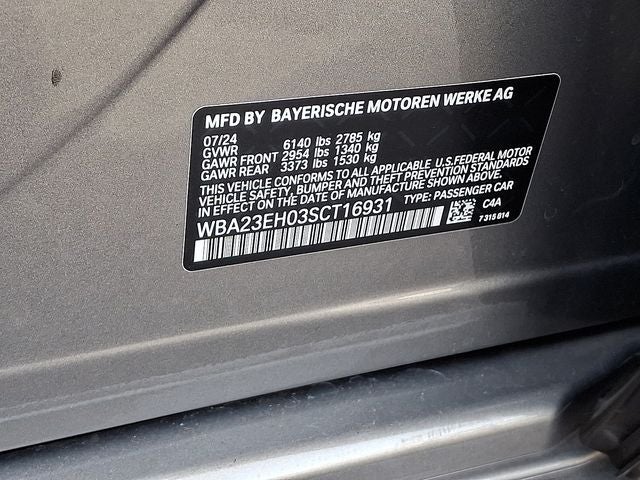 MFD BY BAYERISCHE MOTOREN WERKE AG
07/24
GVWR 6140 lbs 2785 kg
GAWR FRONT 2954 lbs 1340 kg
GAWR REAR 3373 lbs 1530 kg
THIS VEHICLE CONFORMS TO ALL APPLICABLE U.S.FEDERAL MOTOR
VEHICLE SAFETY, BUMPER AND THEFT PREVENTION STANDARDS
IN EFFECT ON THE DATE OF MANUFACTURE SHOWN ABOVE.
WBA23EH03SCT16931 TYPE: PASSENGER CAR
C4A
7315814